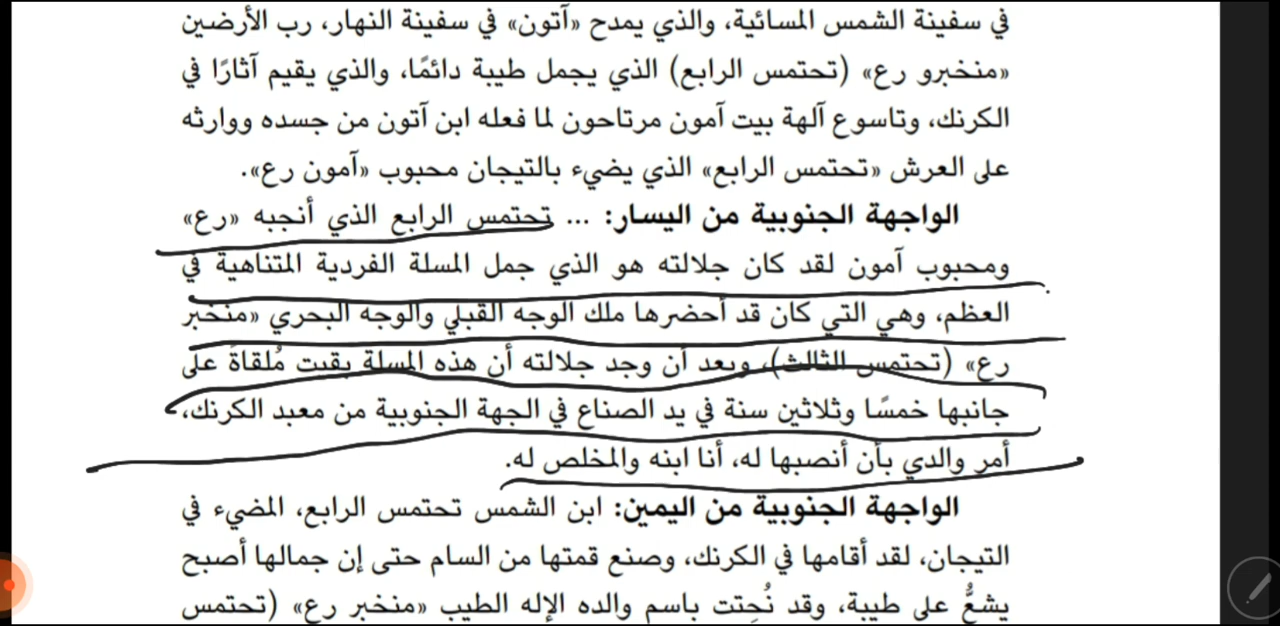 في سفينة الشمس المسائية، والذي يمدح «آتون» في سفينة النهار، رب الأرضين
«منخبرو رع» (تحتمس الرابع) الذي يجمل طيبة دائمًا، والذي يقيم آثارًا في
الكرنك، وتاسوع آلهة بيت آمون مرتاحون لما فعله ابن آتون من جسده ووارثه
على العرش «تحتمس الرابع» الذي يضيء بالتيجان محبوب «آمون رع».
الواجهة الجنوبية من اليسار: ... تحتمس الرابع الذي أنجبه «رع»
ومحبوب آمون لقد كان جلالته هو الذي جمل المسلة الفردية المتناهية في
العظم، وهي التي كان قد أحضرها ملك الوجه القبلي والوجه البحري «منخبر
رع» (تحتمس الثالث)، وبعد أن وجد جلالته أن هذه المسلة بقيت مُلقاةً على
جانبها خمسًا وثلاثين سنة في يد الصناع في الجهة الجنوبية من معبد الكرنك،
أمر والدي بأن أنصبها له، أنا ابنه والمخلص له.
الواجهة الجنوبية من اليمين: ابن الشمس تحتمس الرابع، المضيء في
التيجان، لقد أقامها في الكرنك، وصنع قمتها من السام حتى إن جمالها أصبح
يشعُّ على طيبة، وقد نُحِتت باسم والده الإله الطيب «منخبر رع» (تحتمس